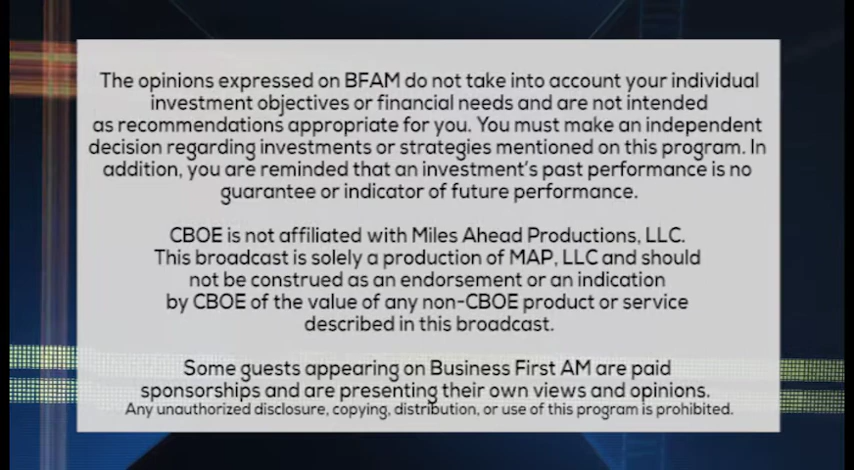 The opinions expressed on BFAM do not take into account your individual
investment objectives or financial needs and are not intended
as recommendations appropriate for you. You must make an independent
decision regarding investments or strategies mentioned on this program. In
addition, you are reminded that an investment's past performance is no
guarantee or indicator of future performance.
CBOE is not affiliated with Miles Ahead Productions, LLC.
This broadcast is solely a production of MAP, LLC and should
not be construed as an endorsement or an indication
by CBOE of the value of any non-CBOE product or service
described in this broadcast.
Some guests appearing on Business First AM are paid
sponsorships and are presenting their own views and opinions.
Any unauthorized disclosure, copying, distribution, or use of this program is prohibited.